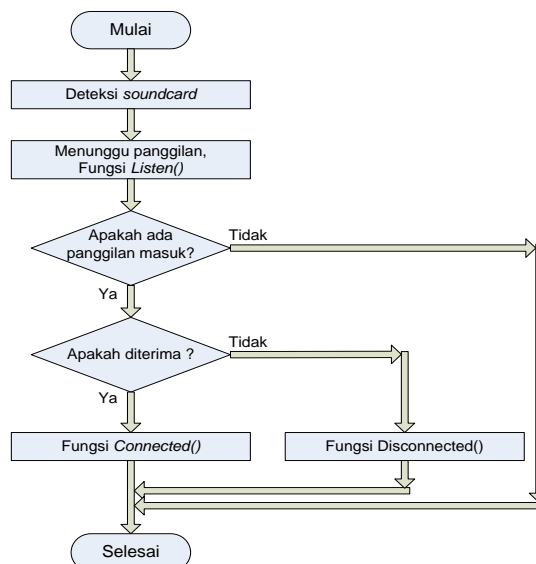 Mulai
Deteksi soundcard
Menunggu panggilan,
Fungsi Listen()
Apakah ada
panggilan masuk?
Tidak
Ya
Apakah diterima ?
Tidak
Ya
Fungsi Connected()
Fungsi Disconnected()
Selesai